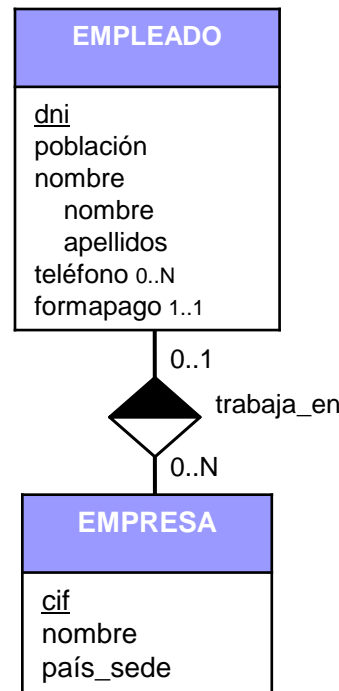 EMPLEADO
dni
población
nombre
nombre
apellidos
teléfono 0..N
formapago 1..1
0..1
trabaja_en
0..N
EMPRESA
cif
nombre
país_sede